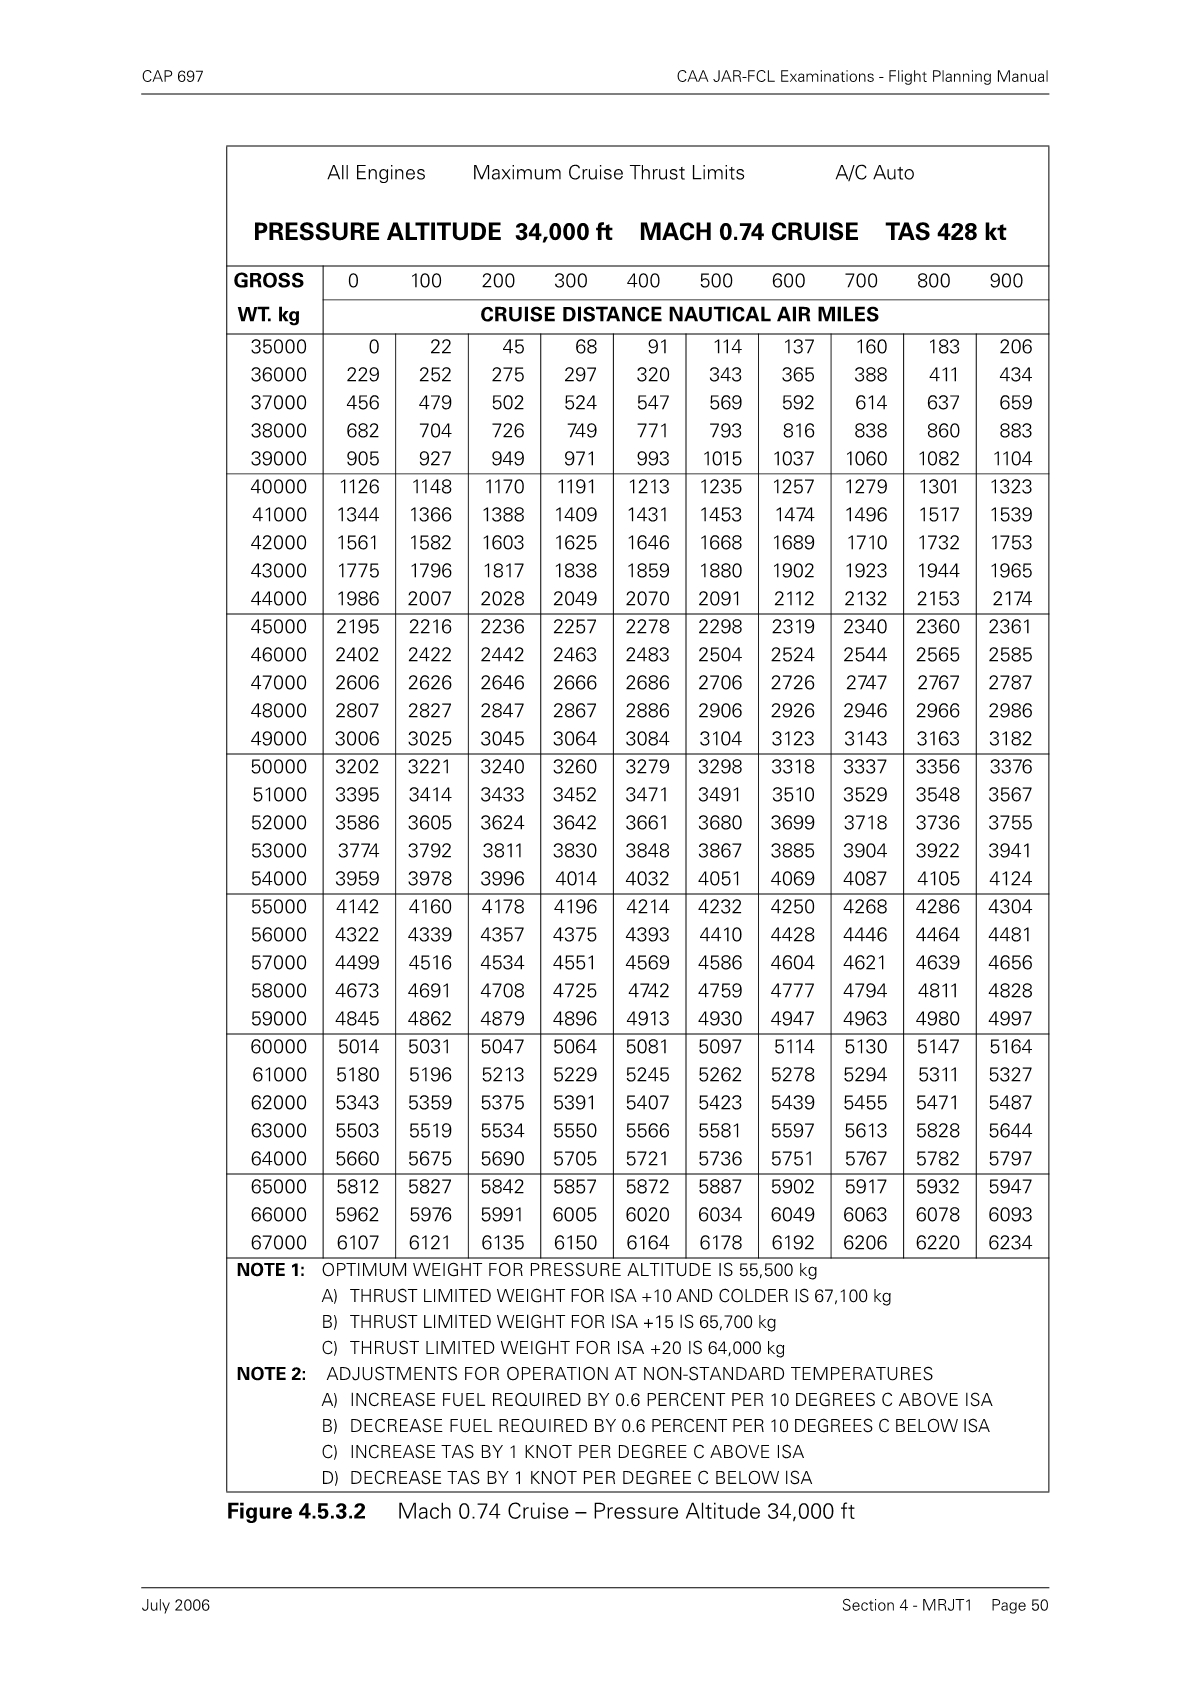 CAP 697 CAA JAR-FCL Examinations - Flight Planning Manual
All Engines Maximum Cruise Thrust Limits A/C Auto
PRESSURE ALTITUDE 34,000 ft MACH 0.74 CRUISE TAS 428 kt
GROSS 0 100 200 300 400 500 600 700 800 900
WT. kg CRUISE DISTANCE NAUTICAL AIR MILES
35000 0 22 45 68 91 114 137 160 183 206
36000 229 252 275 297 320 343 365 388 411 434
37000 456 479 502 524 547 569 592 614 637 659
38000 682 704 726 749 771 793 816 838 860 883
39000 905 927 949 971 993 1015 1037 1060 1082 1104
40000 1126 1148 1170 1191 1213 1235 1257 1279 1301 1323
41000 1344 1366 1388 1409 1431 1453 1474 1496 1517 1539
42000 1561 1582 1603 1625 1646 1668 1689 1710 1732 1753
43000 1775 1796 1817 1838 1859 1880 1902 1923 1944 1965
44000 1986 2007 2028 2049 2070 2091 2112 2132 2153 2174
45000 2195 2216 2236 2257 2278 2298 2319 2340 2360 2361
46000 2402 2422 2442 2463 2483 2504 2524 2544 2565 2585
47000 2606 2626 2646 2666 2686 2706 2726 2747 2767 2787
48000 2807 2827 2847 2867 2886 2906 2926 2946 2966 2986
49000 3006 3025 3045 3064 3084 3104 3123 3143 3163 3182
50000 3202 3221 3240 3260 3279 3298 3318 3337 3356 3376
51000 3395 3414 3433 3452 3471 3491 3510 3529 3548 3567
52000 3586 3605 3624 3642 3661 3680 3699 3718 3736 3755
53000 3774 3792 3811 3830 3848 3867 3885 3904 3922 3941
54000 3959 3978 3996 4014 4032 4051 4069 4087 4105 4124
55000 4142 4160 4178 4196 4214 4232 4250 4268 4286 4304
56000 4322 4339 4357 4375 4393 4410 4428 4446 4464 4481
57000 4499 4516 4534 4551 4569 4586 4604 4621 4639 4656
58000 4673 4691 4708 4725 4742 4759 4777 4794 4811 4828
59000 4845 4862 4879 4896 4913 4930 4947 4963 4980 4997
60000 5014 5031 5047 5064 5081 5097 5114 5130 5147 5164
61000 5180 5196 5213 5229 5245 5262 5278 5294 5311 5327
62000 5343 5359 5375 5391 5407 5423 5439 5455 5471 5487
63000 5503 5519 5534 5550 5566 5581 5597 5613 5828 5644
64000 5660 5675 5690 5705 5721 5736 5751 5767 5782 5797
65000 5812 5827 5842 5857 5872 5887 5902 5917 5932 5947
66000 5962 5976 5991 6005 6020 6034 6049 6063 6078 6093
67000 6107 6121 6135 6150 6164 6178 6192 6206 6220 6234
NOTE 1: OPTIMUM WEIGHT FOR PRESSURE ALTITUDE IS 55,500 kg
A) THRUST LIMITED WEIGHT FOR ISA +10 AND COLDER IS 67,100 kg
B) THRUST LIMITED WEIGHT FOR ISA +15 IS 65,700 kg
C) THRUST LIMITED WEIGHT FOR ISA +20 IS 64,000 kg
NOTE 2: ADJUSTMENTS FOR OPERATION AT NON-STANDARD TEMPERATURES
A) INCREASE FUEL REQUIRED BY 0.6 PERCENT PER 10 DEGREES C ABOVE ISA
B) DECREASE FUEL REQUIRED BY 0.6 PERCENT PER 10 DEGREES C BELOW ISA
C) INCREASE TAS BY 1 KNOT PER DEGREE C ABOVE ISA
D) DECREASE TAS BY 1 KNOT PER DEGREE C BELOW ISA
Figure 4.5.3.2 Mach 0.74 Cruise – Pressure Altitude 34,000 ft
July 2006 Section 4 - MRJT1 Page 50